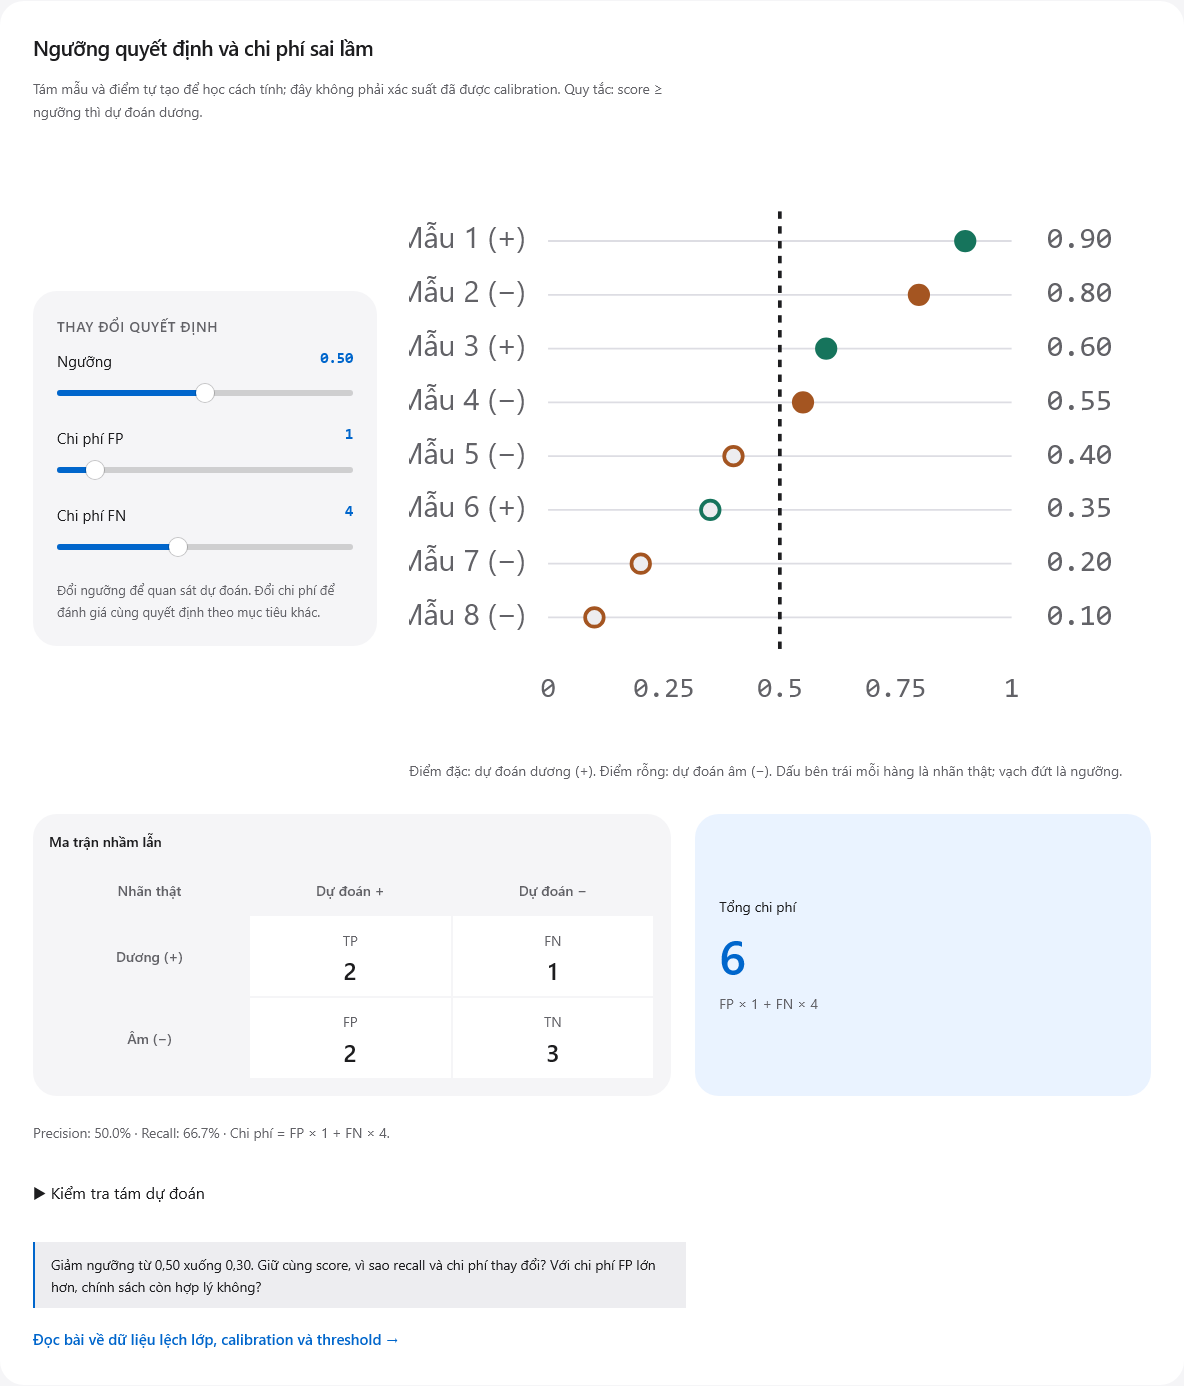 Ngưỡng quyết định và chi phí sai lầm
Tám mẫu và điểm tự tạo để học cách tính; đây không phải xác suất đã được calibration. Quy tắc: score ≥
ngưỡng thì dự đoán dương.
THAY ĐỔI QUYẾT ĐỊNH
Ngưỡng 0.50
Chi phí FP 1
Chi phí FN 4
Đổi ngưỡng để quan sát dự đoán. Đổi chi phí để
đánh giá cùng quyết định theo mục tiêu khác.
Mẫu 1 (+) 0.90
Mẫu 2 (−) 0.80
Mẫu 3 (+) 0.60
Mẫu 4 (−) 0.55
Mẫu 5 (−) 0.40
Mẫu 6 (+) 0.35
Mẫu 7 (−) 0.20
Mẫu 8 (−) 0.10
0 0.25 0.5 0.75 1
Điểm đặc: dự đoán dương (+). Điểm rỗng: dự đoán âm (−). Dấu bên trái mỗi hàng là nhãn thật; vạch đứt là ngưỡng.
Ma trận nhầm lẫn
Nhãn thật Dự đoán + Dự đoán −
TP FN
Dương (+) 2 1
FP TN
Âm (−) 2 3
Tổng chi phí
6
FP × 1 + FN × 4
Precision: 50.0% · Recall: 66.7% · Chi phí = FP × 1 + FN × 4.
▶ Kiểm tra tám dự đoán
Giảm ngưỡng từ 0,50 xuống 0,30. Giữ cùng score, vì sao recall và chi phí thay đổi? Với chi phí FP lớn
hơn, chính sách còn hợp lý không?
Đọc bài về dữ liệu lệch lớp, calibration và threshold →